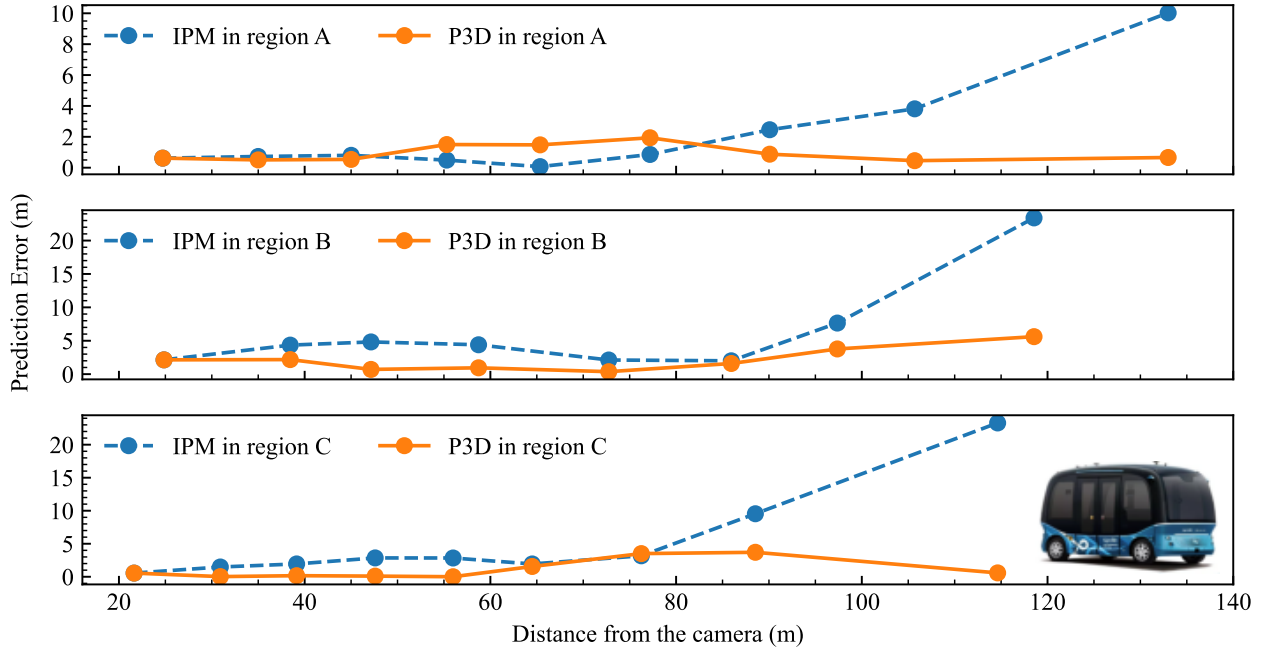 10
8
6
4
2
0
IPM in region A
P3D in region A
Prediction Error (m)
20
15
10
5
0
IPM in region B
P3D in region B
20
15
10
5
0
IPM in region C
P3D in region C
20 40 60 80 100 120 140
Distance from the camera (m)